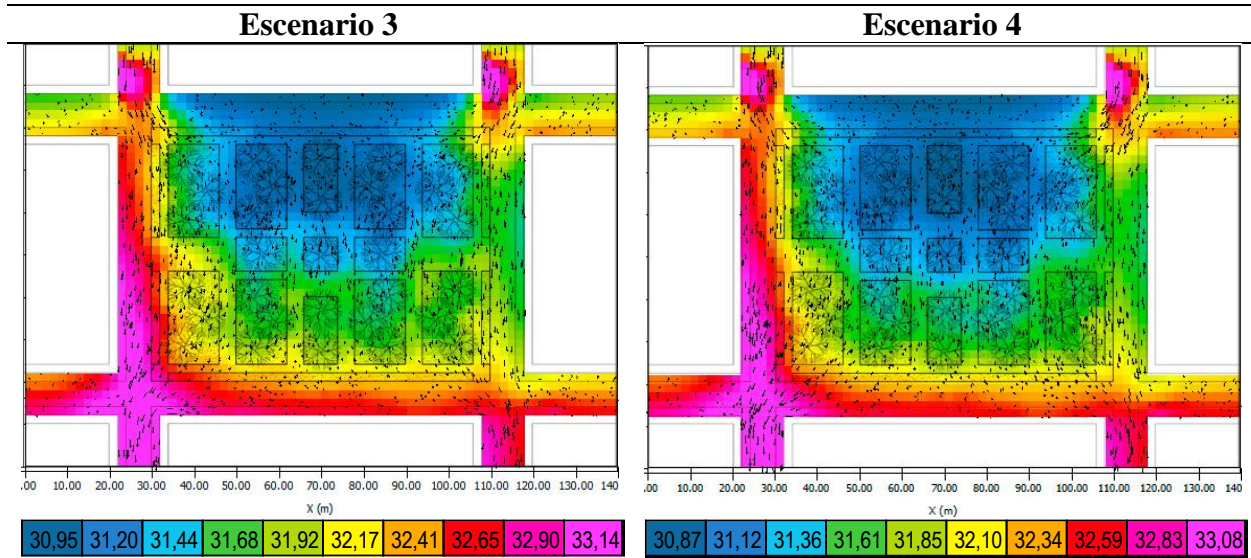 Escenario 3 Escenario 4
.00 10.00 20.00 30.00 40.00 50.00 60.00 70.00 80.00 90.00 100.00 110.00 120.00 130.00 140.
.00 10.00 20.00 30.00 40.00 50.00 60.00 70.00 80.00 90.00 100.00 110.00 120.00 130.00 140
X (m) X (m)
30,95 31,20 31,44 31,68 31,92 32,17 32,41 32,65 32,90 33,14
30,87 31,12 31,36 31,61 31,85 32,10 32,34 32,59 32,83 33,08